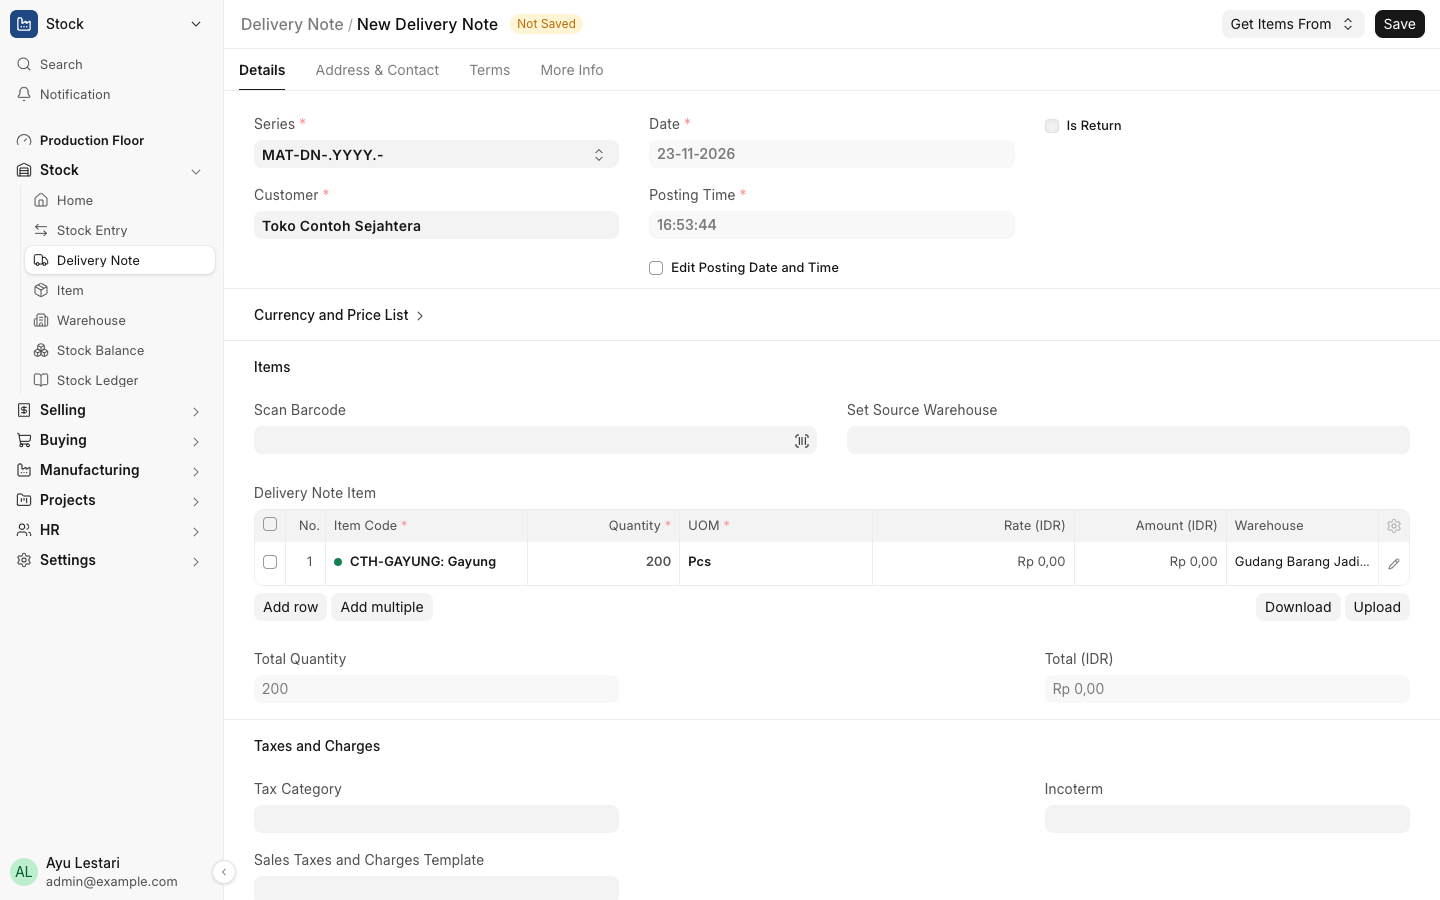 Stock
Search
Notification
Production Floor
Stock
Home
Stock Entry
Delivery Note
Item
Warehouse
Stock Balance
Stock Ledger
Selling
Buying
Manufacturing
Projects
HR
Settings
AL
Ayu Lestari
admin@example.com
Delivery Note / New Delivery Note Not Saved
Get Items From
Save
Details Address & Contact Terms More Info
Series *
MAT-DN-.YYYY.-
Customer *
Toko Contoh Sejahtera
Date *
23-11-2026
Posting Time *
16:53:44
Edit Posting Date and Time
Is Return
Currency and Price List
Items
Scan Barcode
Set Source Warehouse
Delivery Note Item
No. Item Code * Quantity * UOM * Rate (IDR) Amount (IDR) Warehouse
1 CTH-GAYUNG: Gayung 200 Pcs Rp 0,00 Rp 0,00 Gudang Barang Jadi...
Add row Add multiple Download Upload
Total Quantity
200
Total (IDR)
Rp 0,00
Taxes and Charges
Tax Category
Incoterm
Sales Taxes and Charges Template